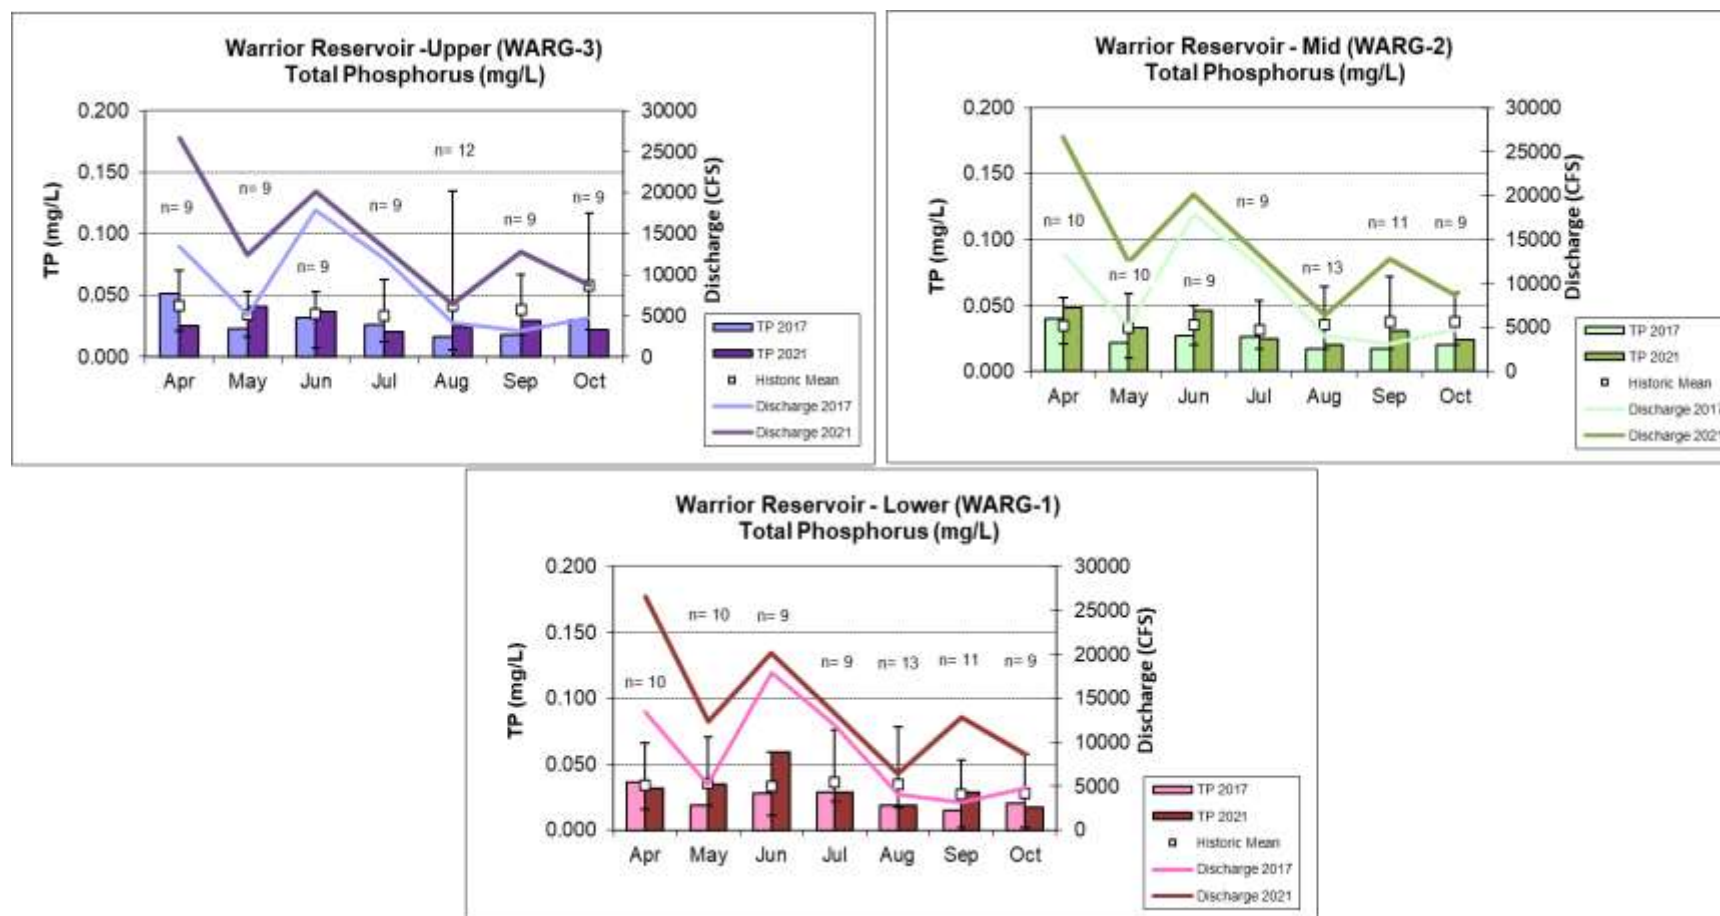 Warrior Reservoir -Upper (WARG-3)
Total Phosphorus (mg/L)
TP (mg/L)
0.200
0.150
0.100
0.050
0.000
n= 9
n= 9
n= 9
n= 9
n= 12
n= 9
n= 9
30000
25000
20000
15000
10000
5000
0
Discharge (CFS)
Apr May Jun Jul Aug Sep Oct
TP 2017
TP 2021
Historic Mean
Discharge 2017
Discharge 2021
Warrior Reservoir - Mid (WARG-2)
Total Phosphorus (mg/L)
TP (mg/L)
0.200
0.150
0.100
0.050
0.000
n= 10
n= 10
n= 9
n= 9
n= 13
n= 11
n= 9
30000
25000
20000
15000
10000
5000
0
Discharge (CFS)
Apr May Jun Jul Aug Sep Oct
TP 2017
TP 2021
Historic Mean
Discharge 2017
Discharge 2021
Warrior Reservoir - Lower (WARG-1)
Total Phosphorus (mg/L)
TP (mg/L)
0.200
0.150
0.100
0.050
0.000
n= 10
n= 10
n= 9
n= 9
n= 13
n= 11
n= 9
30000
25000
20000
15000
10000
5000
0
Discharge (CFS)
Apr May Jun Jul Aug Sep Oct
TP 2017
TP 2021
Historic Mean
Discharge 2017
Discharge 2021